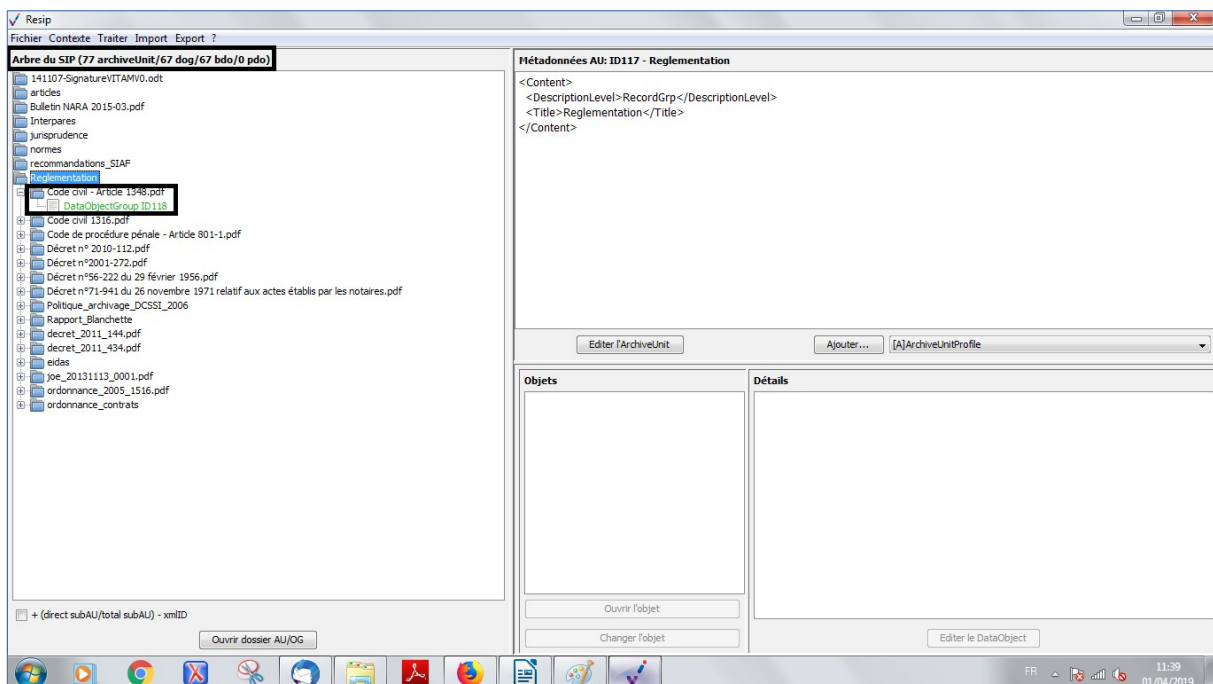 Resip
Fichier Contexte Traiter Import Export ?
Arbre du SIP (77 archiveUnit/67 dog/67 bdo/0 pdo)
141107-SignatureVITAMV0.odt
articles
Bulletin NARA 2015-03.pdf
Interpares
jurisprudence
normes
recommandations_SIAF
Reglementation
Code civil - Article 1348.pdf
DataObjectGroup ID118
Code civil 1316.pdf
Code de procédure pénale - Article 801-1.pdf
Décret n° 2010-112.pdf
Décret n°2001-272.pdf
Décret n°56-222 du 29 février 1956.pdf
Décret n°71-941 du 26 novembre 1971 relatif aux actes établis par les notaires.pdf
Politique_archivage_DCSSI_2006
Rapport_Blanchette
decret_2011_144.pdf
decret_2011_434.pdf
eidas
joe_20131113_0001.pdf
ordonnance_2005_1516.pdf
ordonnance_contrats
+ (direct subAU/total subAU) - xmlID
Ouvrir dossier AU/OG
Métadonnées AU: ID117 - Reglementation
<Content>
<DescriptionLevel>RecordGrp</DescriptionLevel>
<Title>Reglementation</Title>
</Content>
Editer l'ArchiveUnit
Ajouter... [A]ArchiveUnitProfile
Objets
Détails
Ouvrir l'objet
Changer l'objet
Editer le DataObject
FR
11:39
01/04/2019